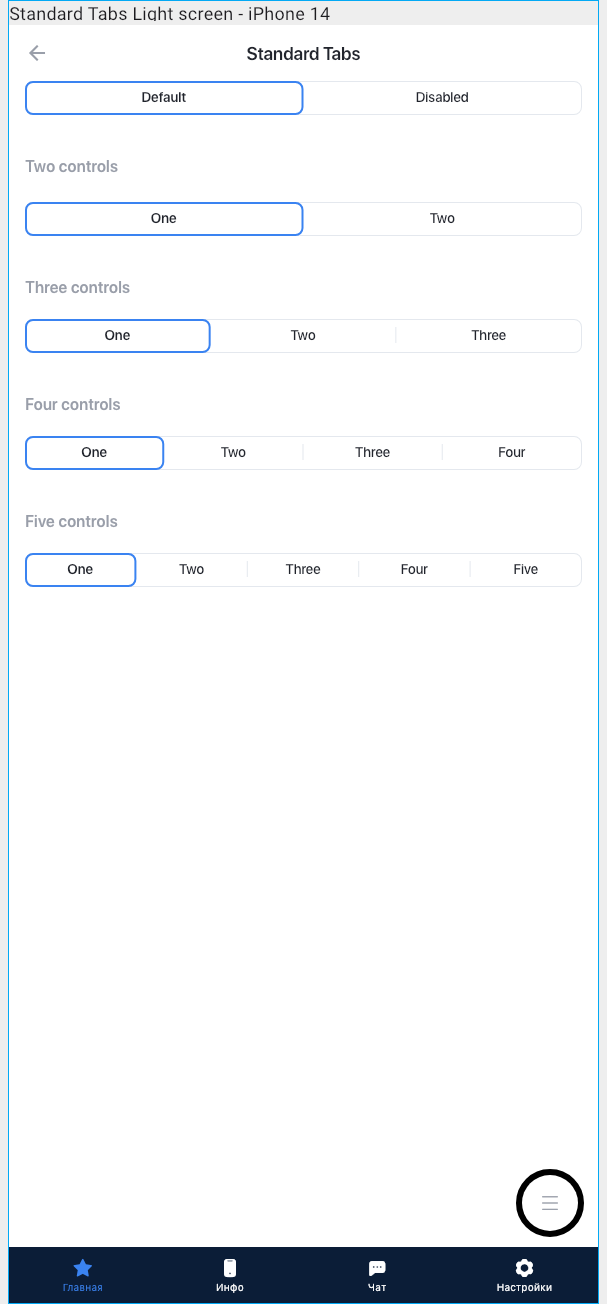 Standard Tabs Light screen - iPhone 14
Standard Tabs
Default Disabled
Two controls
One Two
Three controls
One Two Three
Four controls
One Two Three Four
Five controls
One Two Three Four Five
Главная Инфо Чат Настройки